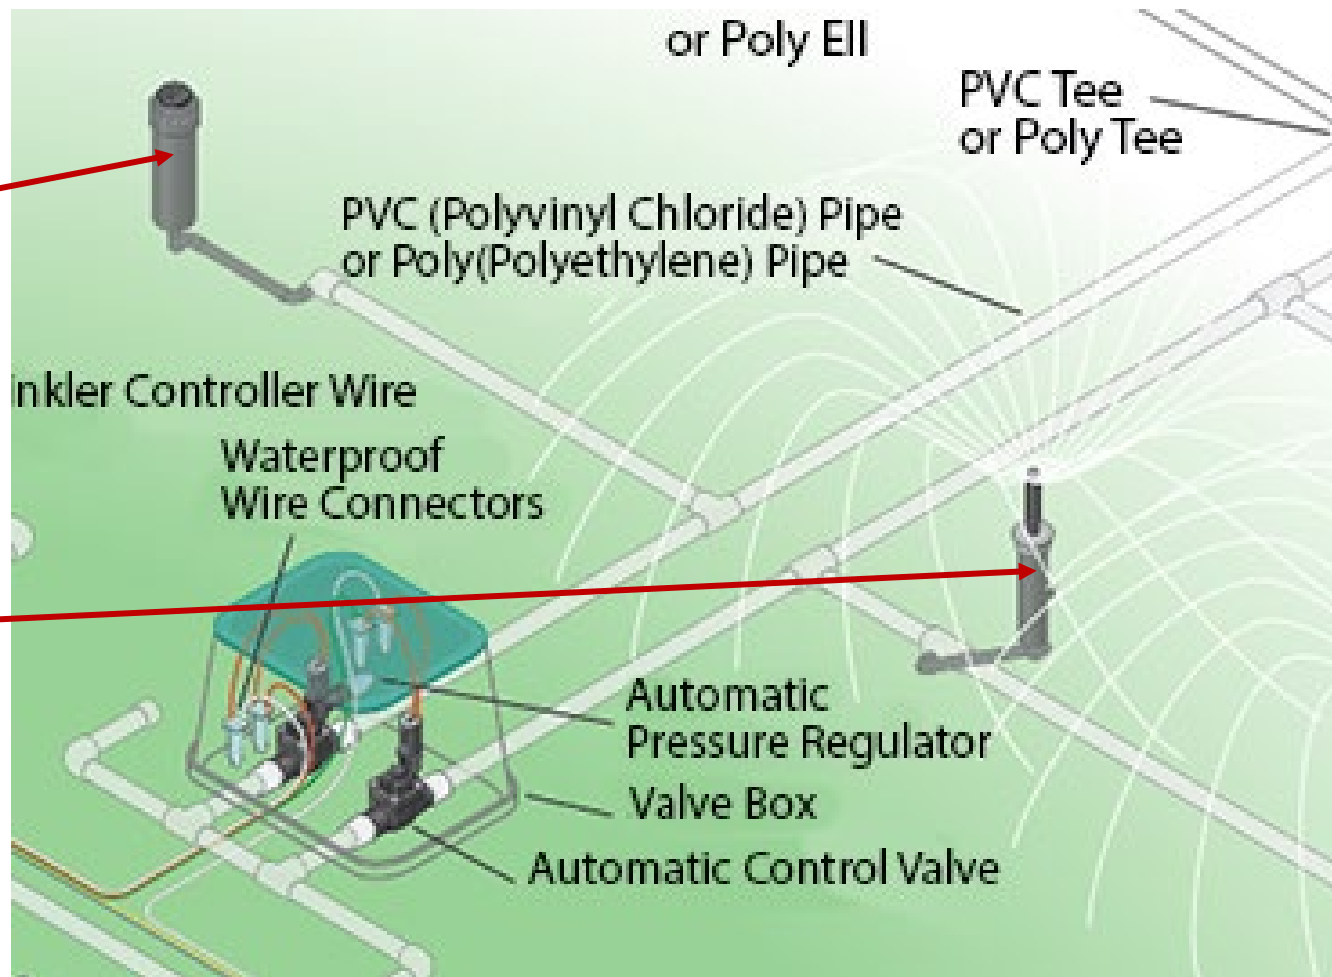 or Poly Ell
PVC Tee
or Poly Tee
PVC (Polyvinyl Chloride) Pipe
or Poly(Polyethylene) Pipe
inkler Controller Wire
Waterproof
Wire Connectors
Automatic
Pressure Regulator
Valve Box
Automatic Control Valve